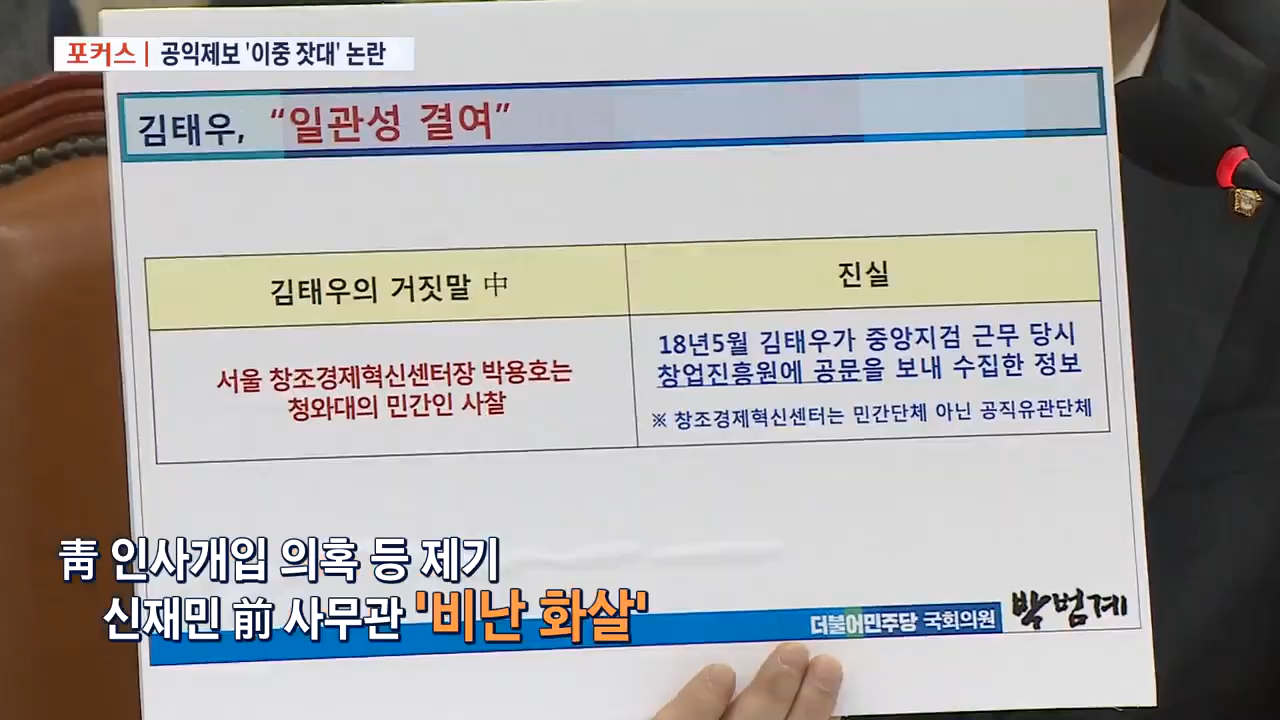 포커스 | 공익제보 '이중 잣대' 논란
김태우, “일관성 결여”
김태우의 거짓말 中
진실
서울 창조경제혁신센터장 박용호는
청와대의 민간인 사찰
18년5월 김태우가 중앙지검 근무 당시
창업진흥원에 공문을 보내 수집한 정보
※ 창조경제혁신센터는 민간단체 아닌 공직유관단체
靑 인사개입 의혹 등 제기
신재민 前 사무관 '비난 화살'
더불어민주당 국회의원 박범계